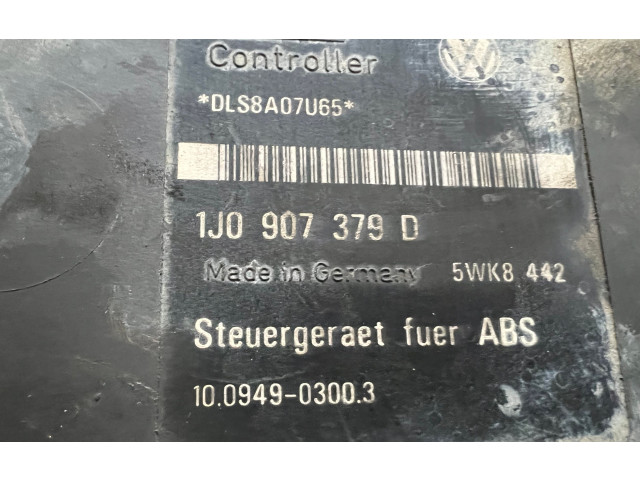 Controller
*DLS8A07U65*
1J0 907 379 D
Made in Germany 5WK8 442
Steuergeraet fuer ABS
10.0949-0300.3